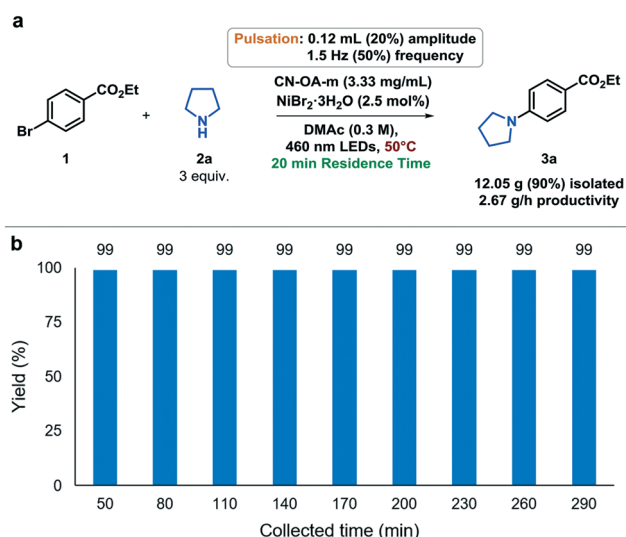 a
Pulsation: 0.12 mL (20%) amplitude
1.5 Hz (50%) frequency
CO₂Et
Br
1
+
N
H
2a
3 equiv.
CN-OA-m (3.33 mg/mL)
NiBr₂·3H₂O (2.5 mol%)
DMAc (0.3 M),
460 nm LEDs, 50°C
20 min Residence Time
CO₂Et
N
3a
12.05 g (90%) isolated
2.67 g/h productivity
b
99 99 99 99 99 99 99 99 99
100
75
50
25
0
Yield (%)
50 80 110 140 170 200 230 260 290
Collected time (min)